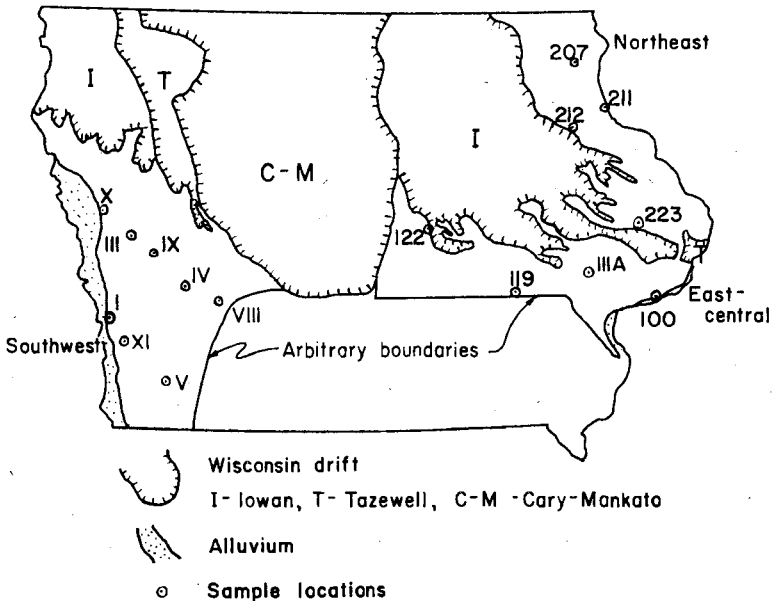 Northeast
207
I
T
211
212
I
C-M
X
223
III
IX
122
T
IIIA
IV
119
I
VIII
East-
central
100
Southwest
XI
Arbitrary boundaries
V
Wisconsin drift
I-Iowan, T-Tazewell, C-M -Cary-Mankato
Alluvium
Sample locations